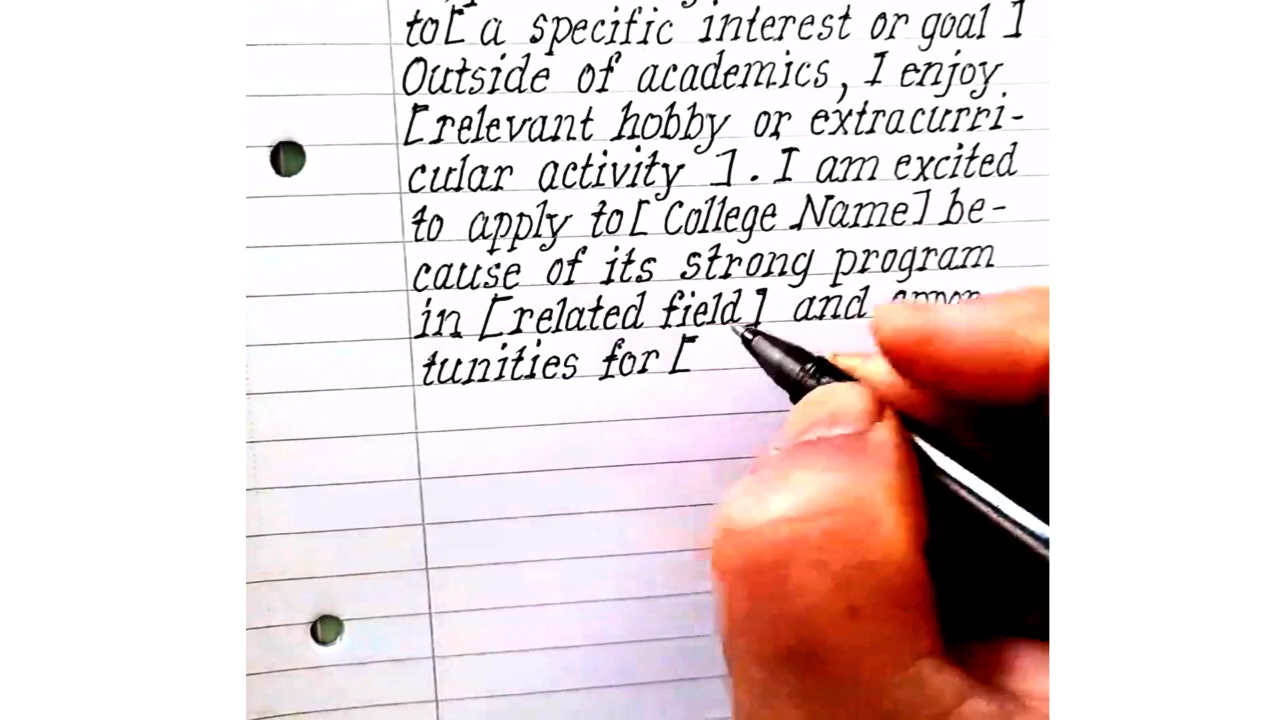 to[ a specific interest or goal ]
Outside of academics, I enjoy
[relevant hobby or extracurri-
cular activity ]. I am excited
to apply to [ College Name] be-
cause of its strong program
in [related field] and
tunities for [